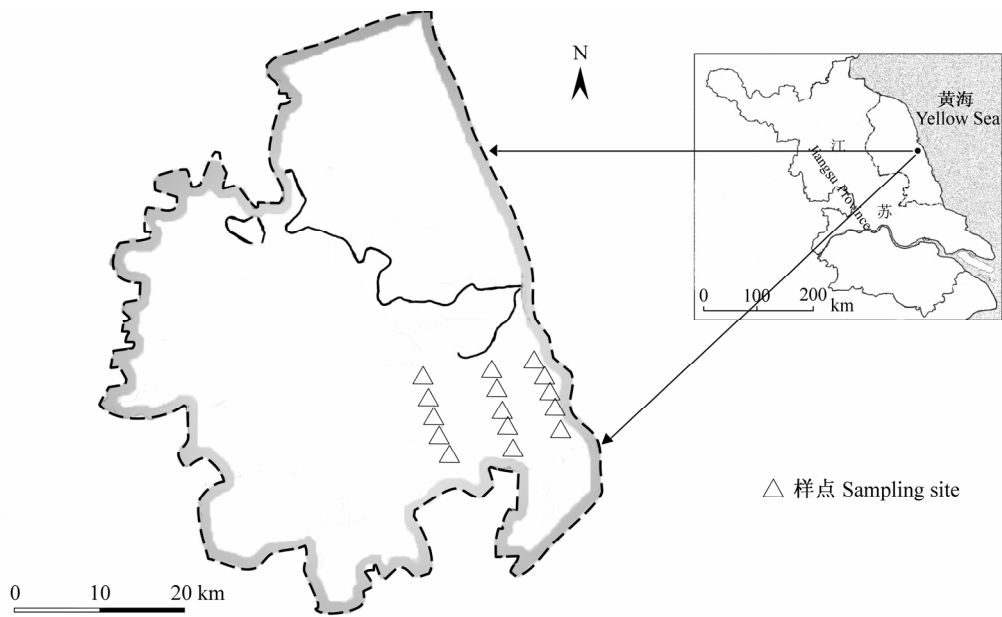 N
黄海
Yellow Sea
江
Jiangsu Province
苏
0 100 200 km
△ 样点 Sampling site
0 10 20 km